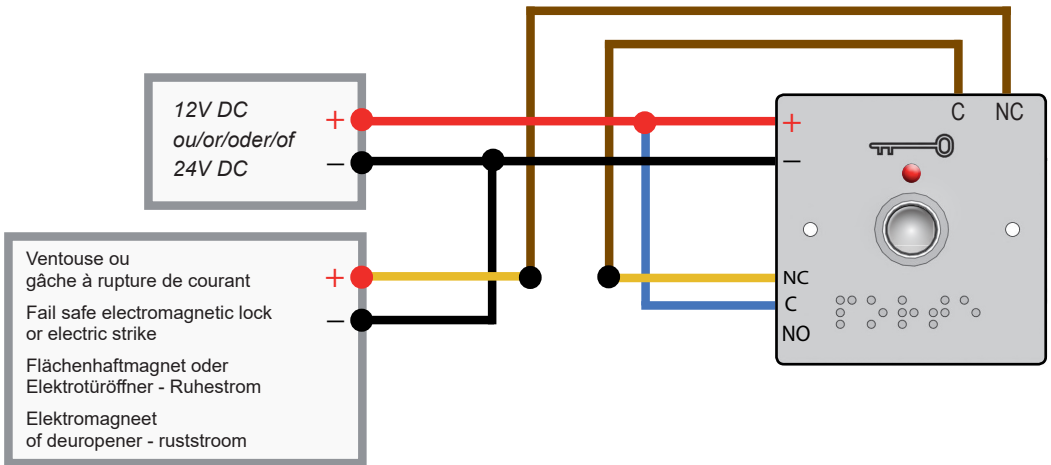 12V DC
ou/or/oder/of
24V DC
+
–
Ventouse ou
gâche à rupture de courant
Fail safe electromagnetic lock
or electric strike
Flächenhaftmagnet oder
Elektrotüröffner - Ruhestrom
Elektromagneet
of deuropener - ruststroom
+
–
C NC
+
–
NC
C
NO